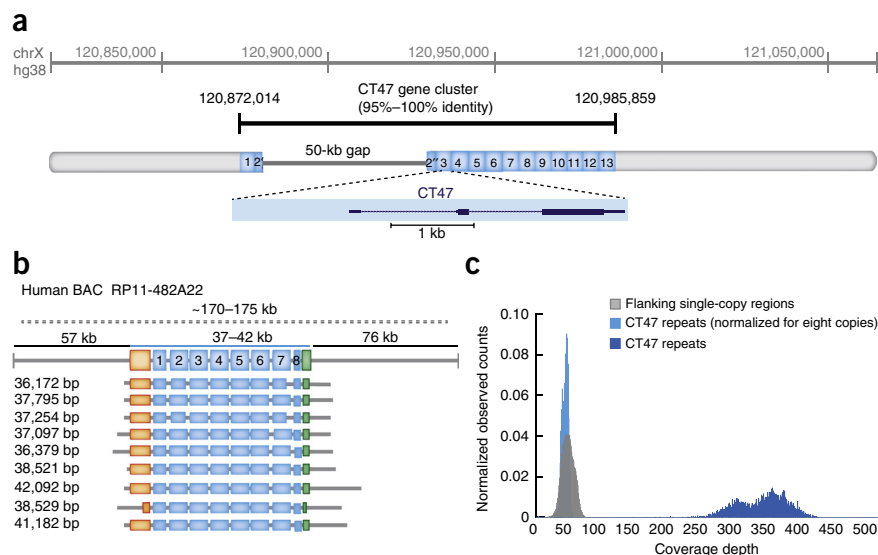 a
chrX
hg38
120,850,000 120,900,000 120,950,000 121,000,000 121,050,000
CT47 gene cluster
(95%–100% identity)
120,872,014 120,985,859
50-kb gap
1 2′ 2″ 3 4 5 6 7 8 9 10 11 12 13
CT47
1 kb
b
Human BAC RP11-482A22
~170–175 kb
57 kb 37–42 kb 76 kb
1 2 3 4 5 6 7 8
36,172 bp
37,795 bp
37,254 bp
37,097 bp
36,379 bp
38,521 bp
42,092 bp
38,529 bp
41,182 bp
c
Flanking single-copy regions
CT47 repeats (normalized for eight copies)
CT47 repeats
Normalized observed counts
0.10
0.08
0.06
0.04
0.02
0
0 50 100 150 200 250 300 350 400 450 500
Coverage depth